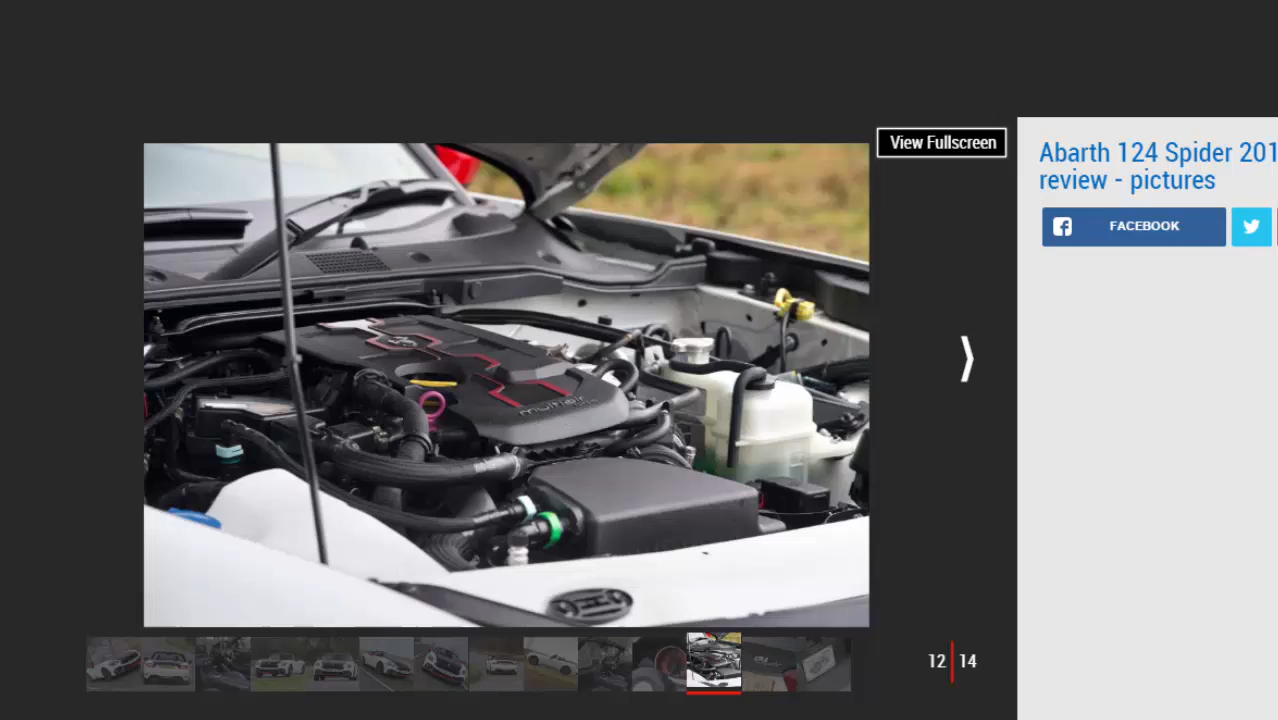 View Fullscreen
Abarth 124 Spider 201
review - pictures
FACEBOOK
multiair
12 14